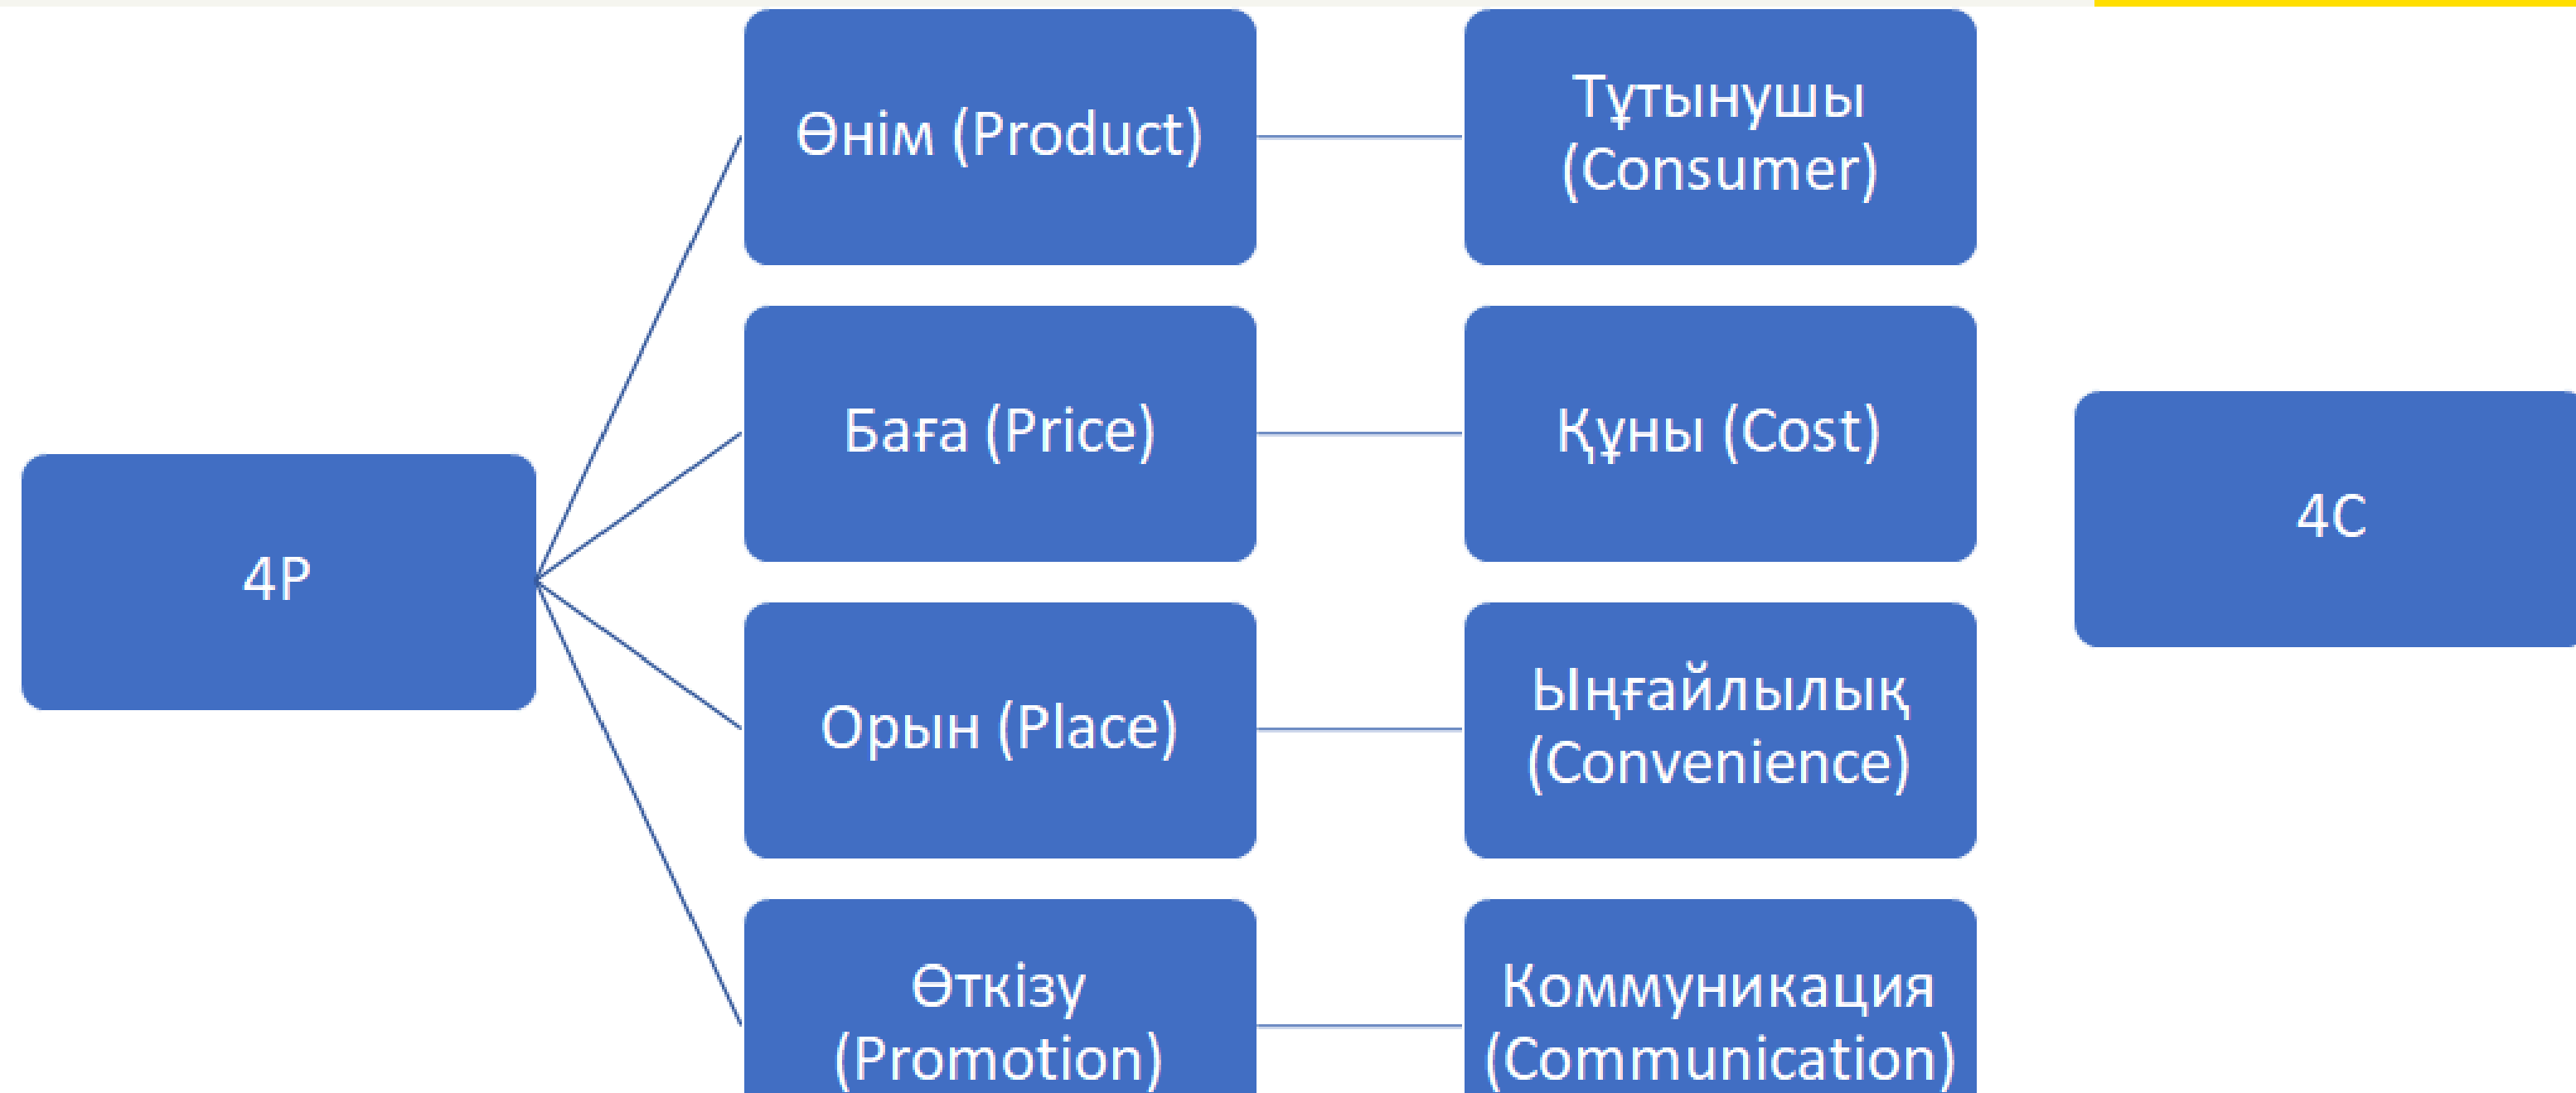 4P
Өнім (Product)
Тұтынушы
(Consumer)
Баға (Price)
Құны (Cost)
Орын (Place)
Ыңғайлылық
(Convenience)
Өткізу
(Promotion)
Коммуникация
(Communication)
4C